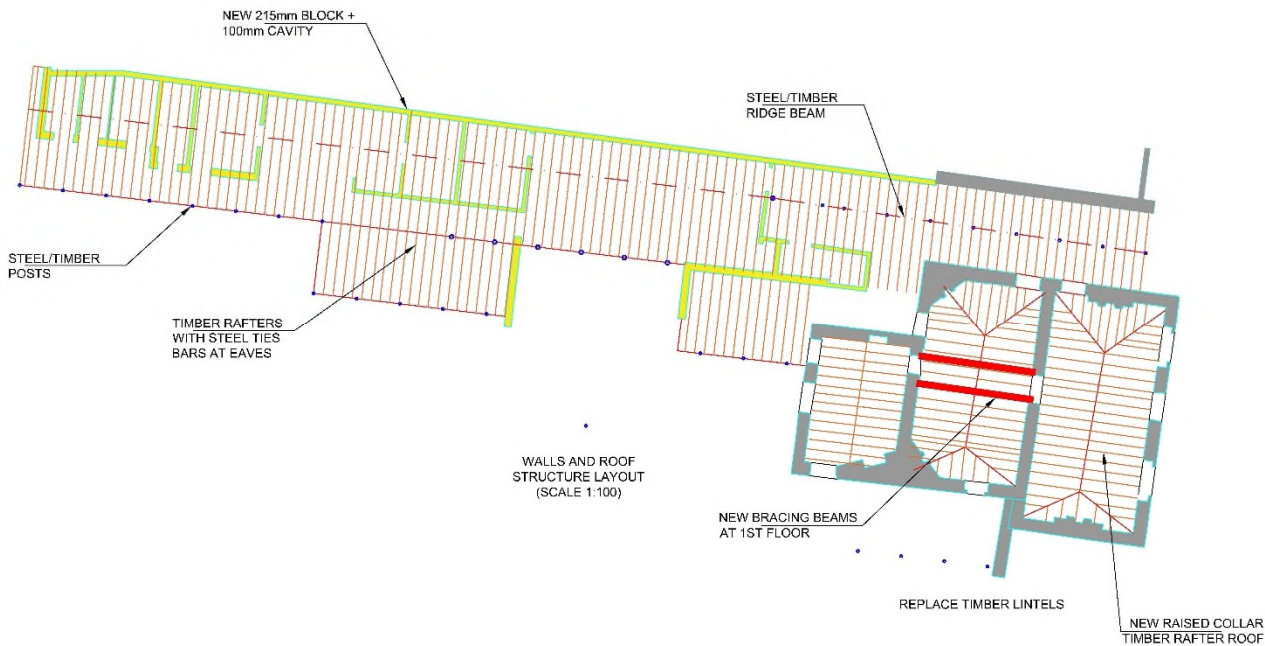 NEW 215mm BLOCK +
100mm CAVITY
STEEL/TIMBER
RIDGE BEAM
STEEL/TIMBER
POSTS
TIMBER RAFTERS
WITH STEEL TIES
BARS AT EAVES
WALLS AND ROOF
STRUCTURE LAYOUT
(SCALE 1:100)
NEW BRACING BEAMS
AT 1ST FLOOR
REPLACE TIMBER LINTELS
NEW RAISED COLLAR
TIMBER RAFTER ROOF